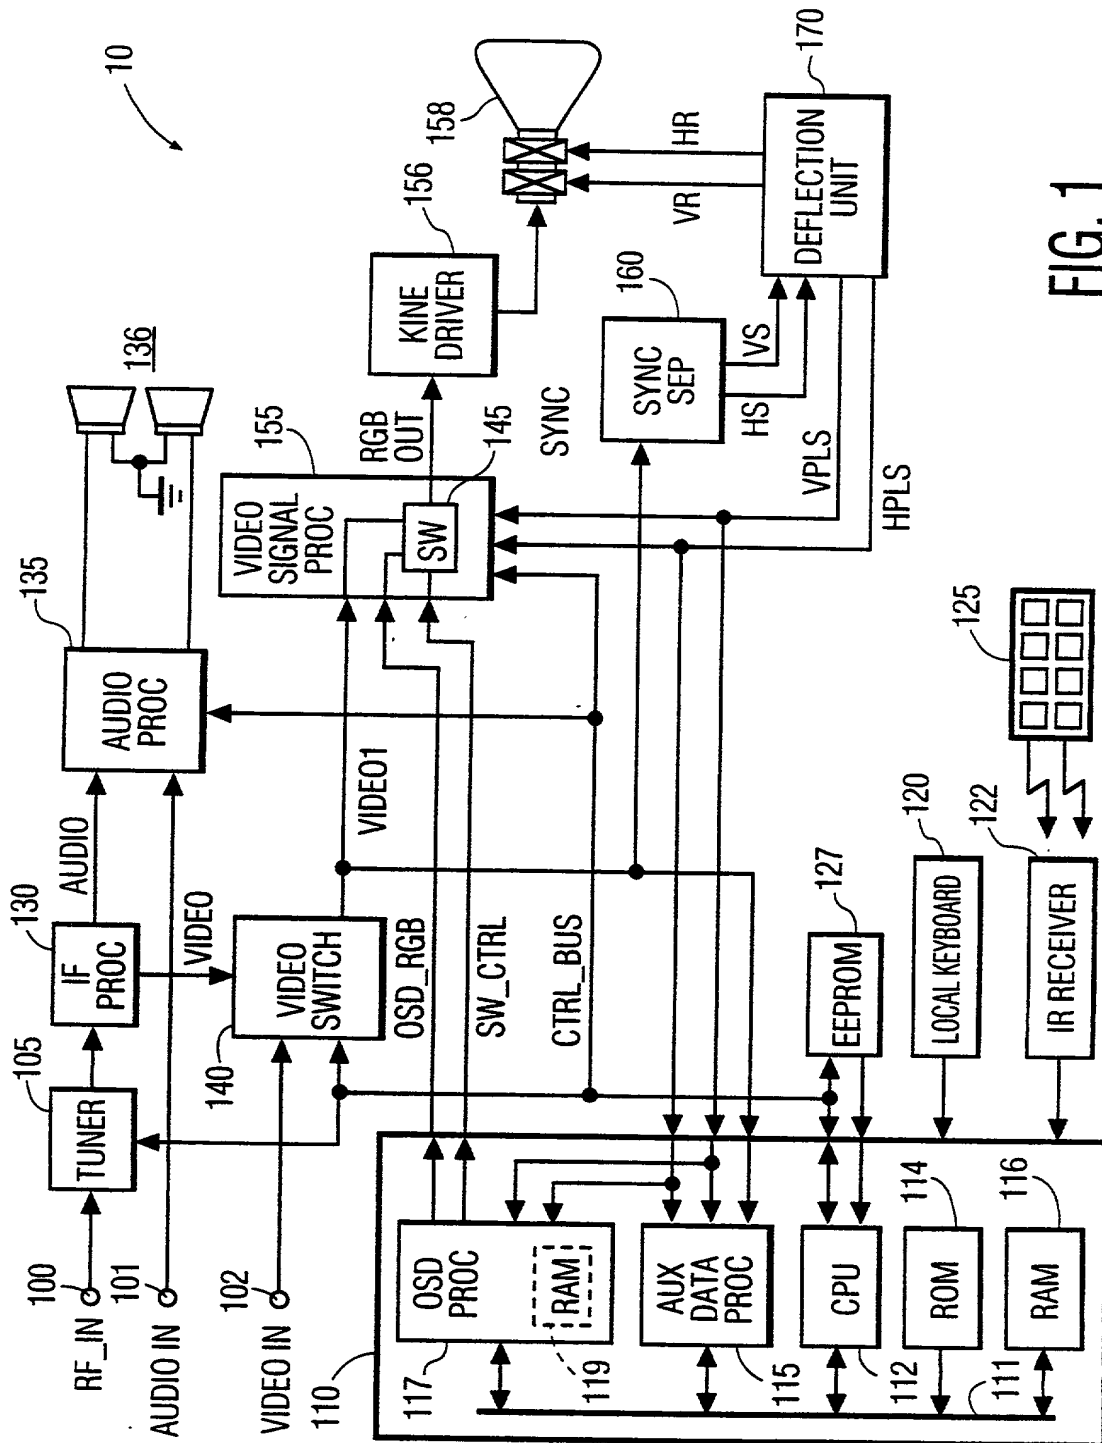 10
100
RF_IN
105
TUNER
130
IF
PROC
AUDIO
135
AUDIO
PROC
136
101
AUDIO IN
VIDEO
140
VIDEO
SWITCH
102
VIDEO IN
VIDEO1
155
VIDEO
SIGNAL
PROC
SW
145
RGB
OUT
156
KINE
DRIVER
158
OSD_RGB
SW_CTRL
CTRL_BUS
SYNC
160
SYNC
SEP
HS
VS
VR
HR
VPLS
HPLS
170
DEFLECTION
UNIT
110
117
OSD
PROC
RAM
119
AUX
DATA
PROC
115
CPU
112
ROM
114
RAM
116
111
127
EEPROM
120
LOCAL KEYBOARD
122
IR RECEIVER
125
FIG. 1